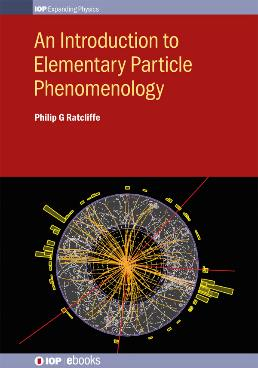 IOP Expanding Physics
An Introduction to
Elementary Particle
Phenomenology
Philip G Ratcliffe
IOP ebooks